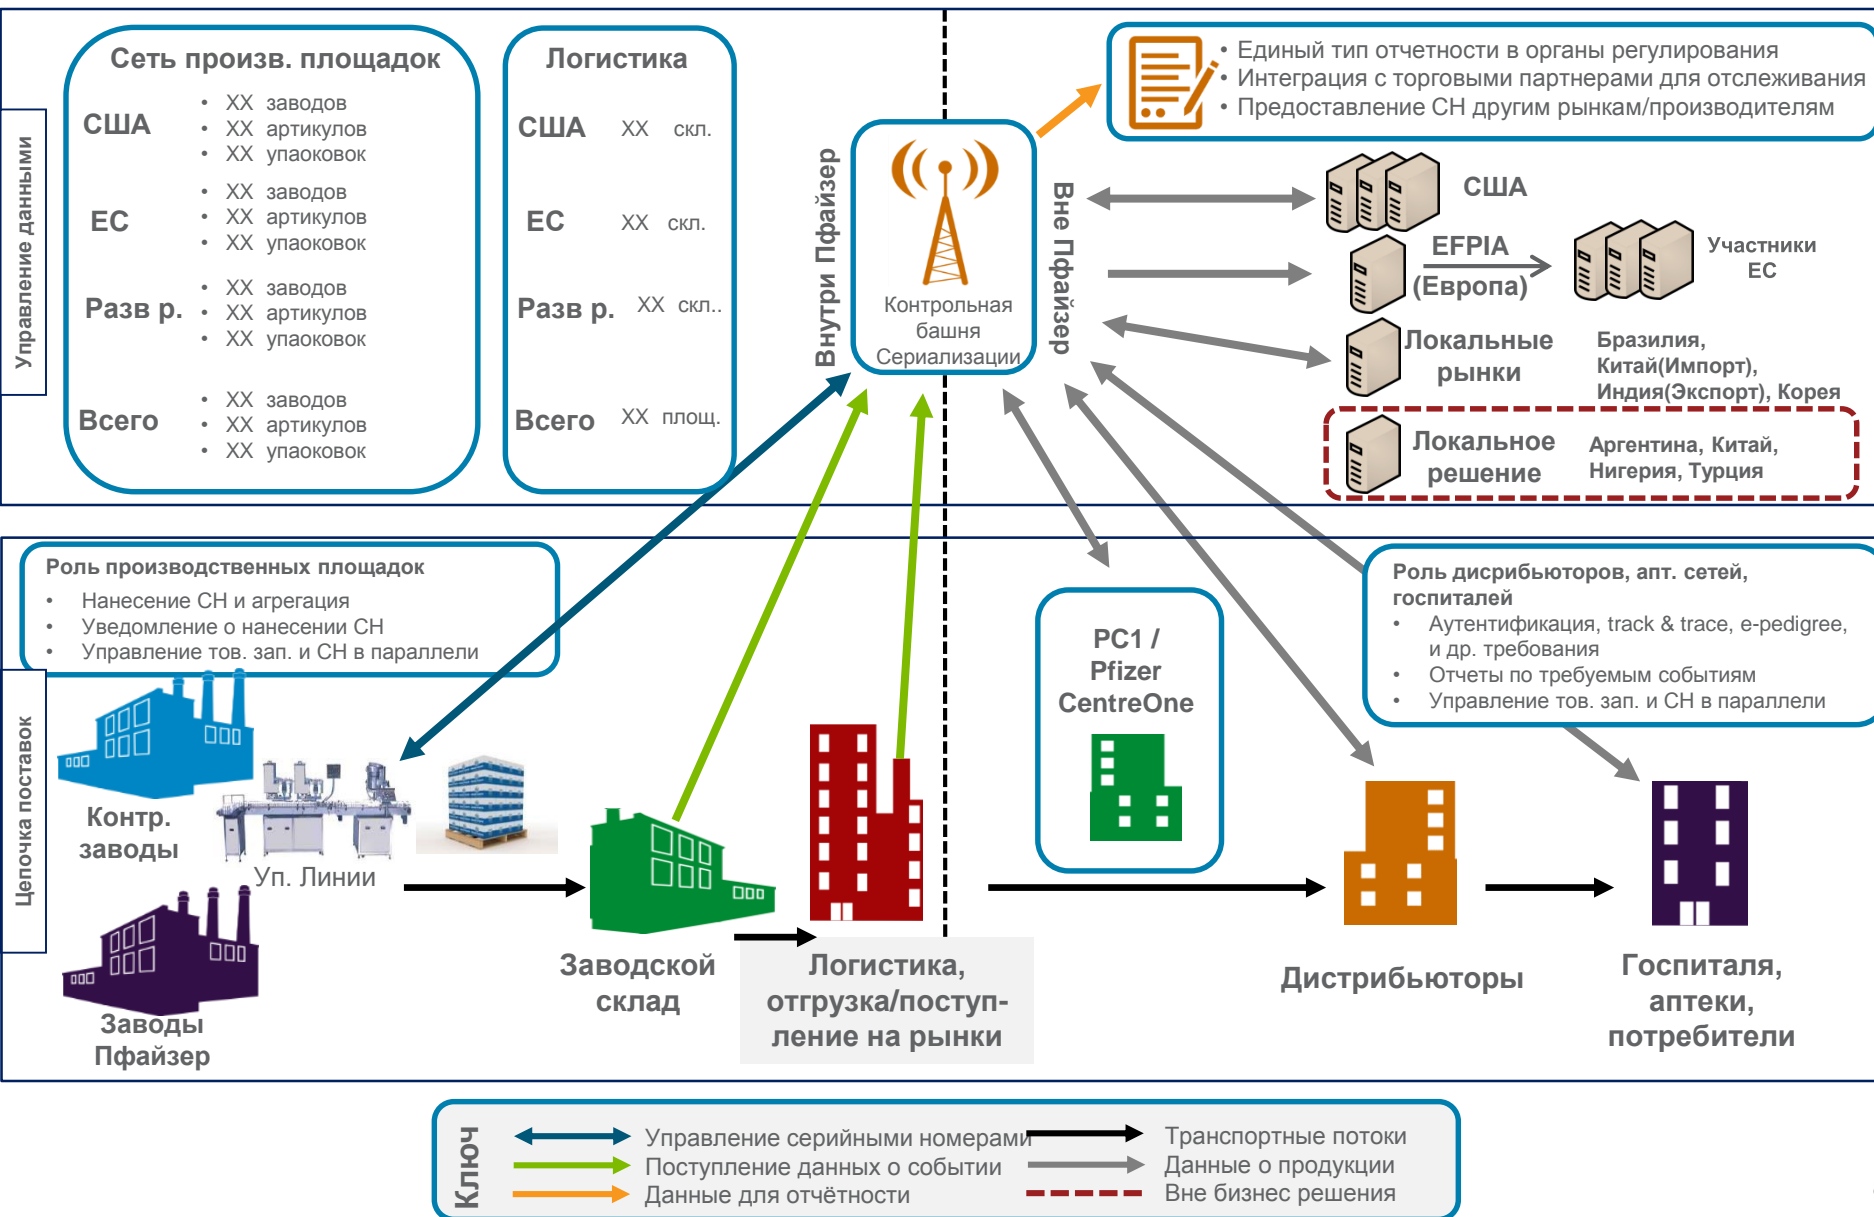 Управление данными
Сеть произв. площадок
США
• XX заводов
• XX артикулов
• XX упаоковок
ЕС
• XX заводов
• XX артикулов
• XX упаоковок
Разв р.
• XX заводов
• XX артикулов
• XX упаоковок
Всего
• XX заводов
• XX артикулов
• XX упаоковок
Логистика
США XX скл.
ЕС XX скл.
Разв р. XX скл..
Всего XX площ.
Внутри Пфайзер
Контрольная
башня
Сериализации
Вне Пфайзер
• Единый тип отчетности в органы регулирования
• Интеграция с торговыми партнерами для отслеживания
• Предоставление СН другим рынкам/производителям
США
EFPIA
(Европа)
Участники
ЕС
Локальные
рынки
Бразилия,
Китай(Импорт),
Индия(Экспорт), Корея
Локальное
решение
Аргентина, Китай,
Нигерия, Турция
Цепочка поставок
Роль производственных площадок
• Нанесение СН и агрегация
• Уведомление о нанесении СН
• Управление тов. зап. и СН в параллели
Контр.
заводы
Уп. Линии
Заводы
Пфайзер
Заводской
склад
Логистика,
отгрузка/поступ-
ление на рынки
PC1 /
Pfizer
CentreOne
Роль дисрибьюторов, апт. сетей,
госпиталей
• Аутентификация, track & trace, e-pedigree,
и др. требования
• Отчеты по требуемым событиям
• Управление тов. зап. и СН в параллели
Дистрибьюторы
Госпиталя,
аптеки,
потребители
Ключ
Управление серийными номерами
Поступление данных о событии
Данные для отчётности
Транспортные потоки
Данные о продукции
Вне бизнес решения